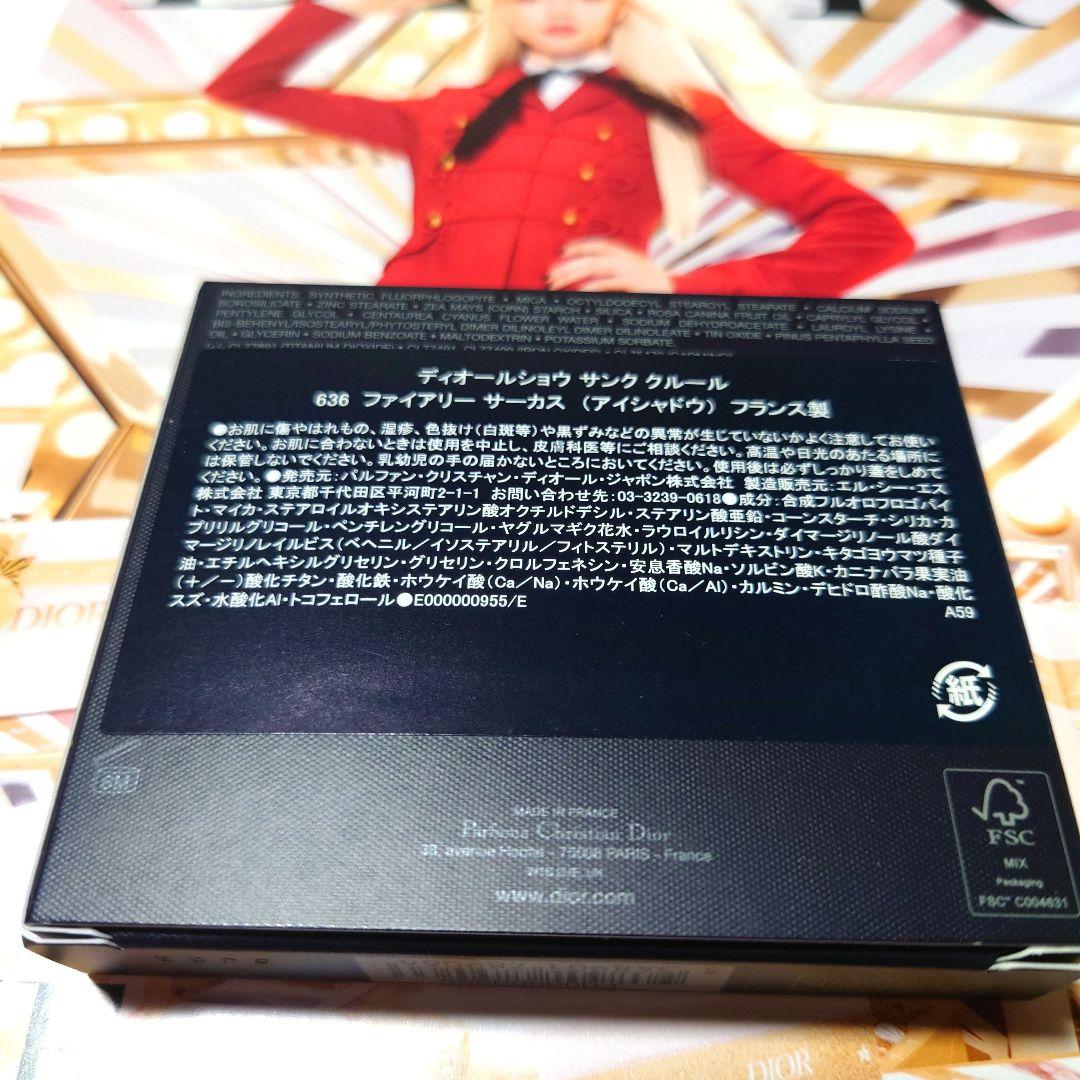 INGREDIENTS: SYNTHETIC FLUORPHLOGOPITE • MICA • OCTYLDODECYL STEAROYL STEARATE • CALCIUM SODIUM
BOROSILICATE • ZINC STEARATE • ZEA MAYS (CORN) STARCH • SILICA • ROSA CANINA FRUIT OIL • CAPRYLYL GLYCOL •
PENTYLENE GLYCOL • CENTAUREA CYANUS FLOWER WATER • SODIUM DEHYDROACETATE • LAUROYL LYSINE •
BIS-BEHENYL/ISOSTEARYL/PHYTOSTERYL DIMER DILINOLEYL DIMER DILINOLEATE • TIN OXIDE • PINUS PENTAPHYLLA SEED
OIL • GLYCERIN • SODIUM BENZOATE • MALTODEXTRIN • POTASSIUM SORBATE
ディオールショウ サンク クルール
636 ファイアリー サーカス （アイシャドウ） フランス製
●お肌に傷やはれもの、湿疹、色抜け(白斑等)や黒ずみなどの異常が生じていないかよく注意してお使い
ください。お肌に合わないときは使用を中止し、皮膚科医等にご相談ください。高温や日光のあたる場所に
は保管しないでください。乳幼児の手の届かないところにおいてください。使用後は必ずしっかり蓋をしめて
ください。●発売元：パルファン・クリスチャン・ディオール・ジャポン株式会社 製造販売元：エル・シー・エス
株式会社 東京都千代田区平河町2-1-1 お問い合わせ先：03-3239-0618●成分：合成フルオロフロゴパイ
ト・マイカ・ステアロイルオキシステアリン酸オクチルドデシル・ステアリン酸亜鉛・コーンスターチ・シリカ・カ
プリリルグリコール・ペンチレングリコール・ヤグルマギク花水・ラウロイルリシン・ダイマージリノール酸ダイ
マージリノレイルビス(ベヘニル／イソステアリル／フィトステリル)・マルトデキストリン・キタゴヨウマツ種子
油・エチルヘキシルグリセリン・グリセリン・クロルフェネシン・安息香酸Na・ソルビン酸K・カニナバラ果実油
(＋／－)酸化チタン・酸化鉄・ホウケイ酸(Ca／Na)・ホウケイ酸(Ca／Al)・カルミン・デヒドロ酢酸Na・酸化
スズ・水酸化Al・トコフェロール●E000000955/E
A59
紙
6M
MADE IN FRANCE
Parfums Christian Dior
33, avenue Hoche - 75008 PARIS - France
www.dior.com
FSC
MIX
Packaging
FSC™ C004631
DIOR
DIOR